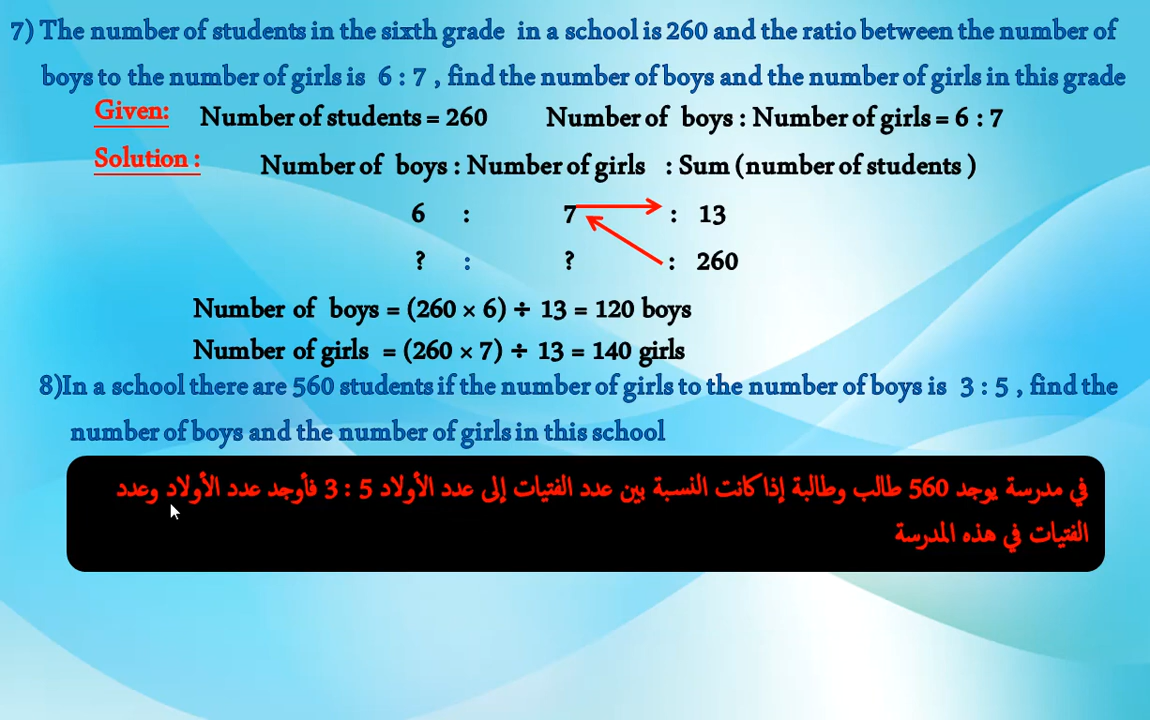 7) The number of students in the sixth grade in a school is 260 and the ratio between the number of
boys to the number of girls is 6 : 7 , find the number of boys and the number of girls in this grade
Given: Number of students = 260 Number of boys : Number of girls = 6 : 7
Solution : Number of boys : Number of girls : Sum (number of students )
6 : 7 : 13
? : ? : 260
Number of boys = (260 × 6) ÷ 13 = 120 boys
Number of girls = (260 × 7) ÷ 13 = 140 girls
8)In a school there are 560 students if the number of girls to the number of boys is 3 : 5 , find the
number of boys and the number of girls in this school
في مدرسة يوجد 560 طالب وطالبة إذا كانت النسبة بين عدد الفتيات إلى عدد الأولاد 5 : 3 فأوجد عدد الأولاد وعدد
الفتيات في هذه المدرسة